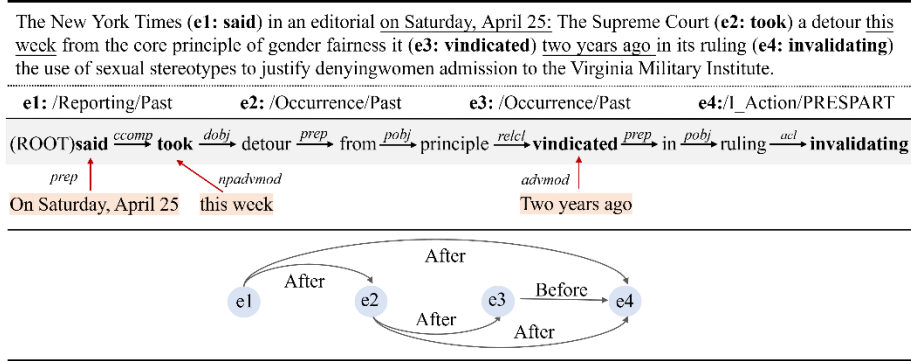 The New York Times (e1: said) in an editorial on Saturday, April 25: The Supreme Court (e2: took) a detour this
week from the core principle of gender fairness it (e3: vindicated) two years ago in its ruling (e4: invalidating)
the use of sexual stereotypes to justify denyingwomen admission to the Virginia Military Institute.
e1: /Reporting/Past e2: /Occurrence/Past e3: /Occurrence/Past e4:/I_Action/PRESPART
ccomp dobj prep pobj relcl prep pobj acl
(ROOT)said took detour from principle vindicated in ruling invalidating
prep npadvmod advmod
On Saturday, April 25 this week Two years ago
After
After
Before
e1 e2 e3 e4
After
After